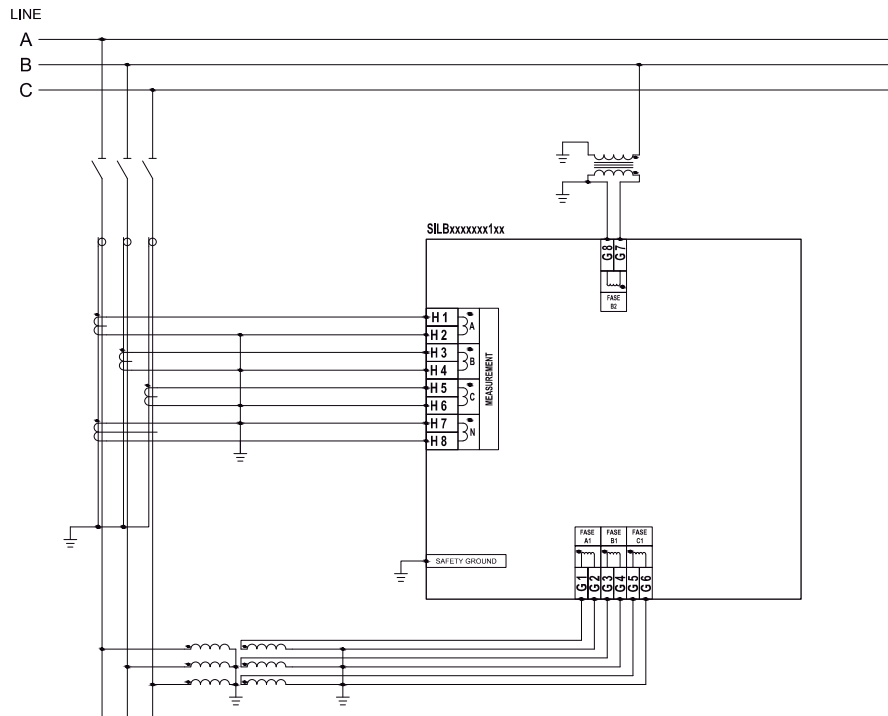 LINE
A
B
C
SILBxxxxxxx1xx
G8 G7
FASE
B2
H1
H2
A
H3
H4
B
H5
H6
C
H7
H8
N
MEASUREMENT
SAFETY GROUND
FASE
A1
FASE
B1
FASE
C1
G1 G2 G3 G4 G5 G6